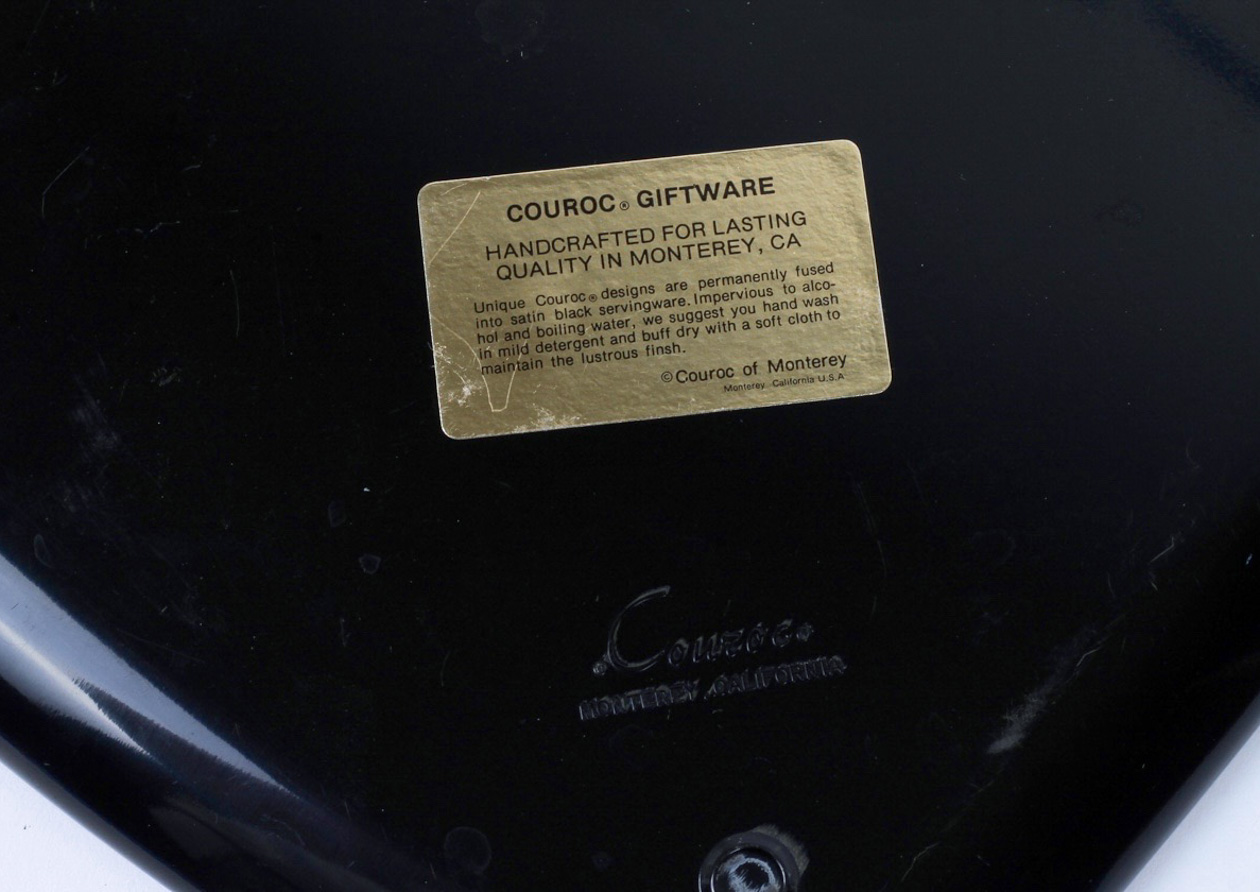 COUROC® GIFTWARE
HANDCRAFTED FOR LASTING
QUALITY IN MONTEREY, CA
Unique Couroc® designs are permanently fused
into satin black servingware. Impervious to alco-
hol and boiling water, we suggest you hand wash
in mild detergent and buff dry with a soft cloth to
maintain the lustrous finsh.
©Couroc of Monterey
Monterey California U.S.A
Couroc
MONTEREY, CALIFORNIA